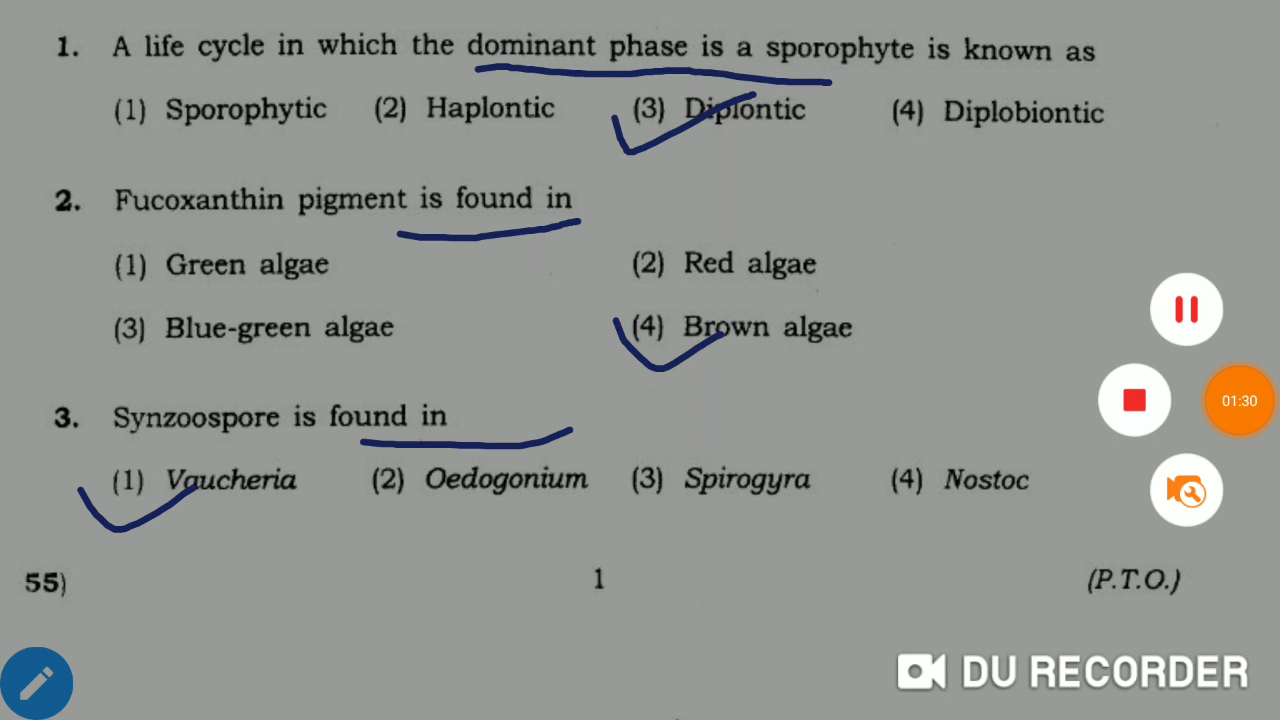 1. A life cycle in which the dominant phase is a sporophyte is known as
(1) Sporophytic (2) Haplontic (3) Diplontic (4) Diplobiontic
2. Fucoxanthin pigment is found in
(1) Green algae (2) Red algae
(3) Blue-green algae (4) Brown algae
3. Synzoospore is found in
(1) Vaucheria (2) Oedogonium (3) Spirogyra (4) Nostoc
55) 1 (P.T.O.)
01:30
DU RECORDER